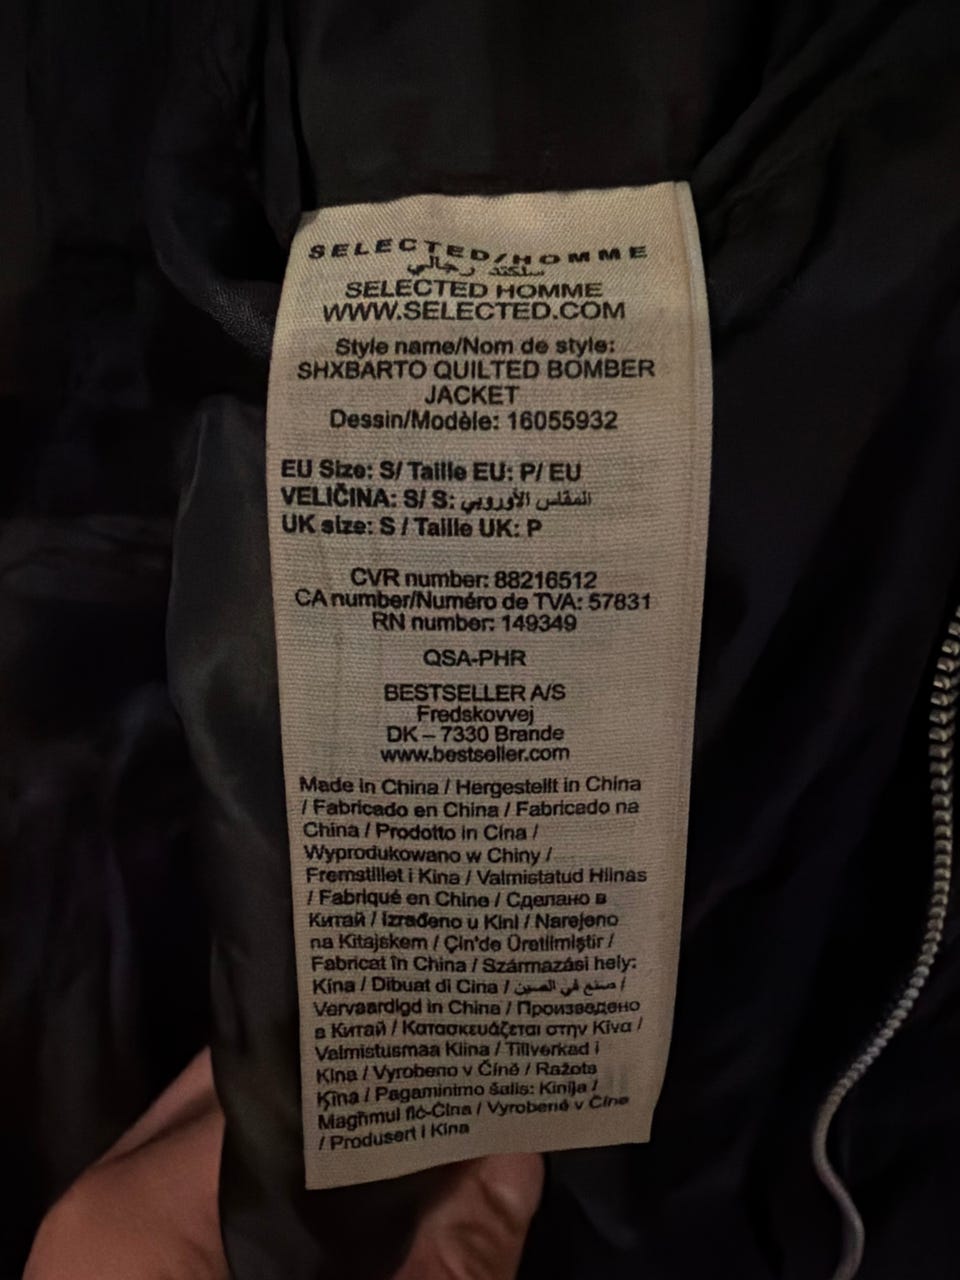 SELECTED/HOMME
سلكتد رجالي
SELECTED HOMME
WWW.SELECTED.COM
Style name/Nom de style:
SHXBARTO QUILTED BOMBER
JACKET
Dessin/Modèle: 16055932
EU Size: S/ Taille EU: P/ EU
VELIČINA: S/ S: المقاس الأوروبي
UK size: S / Taille UK: P
CVR number: 88216512
CA number/Numéro de TVA: 57831
RN number: 149349
QSA-PHR
BESTSELLER A/S
Fredskovvej
DK – 7330 Brande
www.bestseller.com
Made in China / Hergestellt in China
/ Fabricado en China / Fabricado na
China / Prodotto in Cina /
Wyprodukowano w Chiny /
Fremstillet i Kina / Valmistatud Hiinas
/ Fabriqué en Chine / Сделано в
Китай / Izrađeno u Kini / Narejeno
na Kitajskem / Çin'de Üretilmiştir /
Fabricat în China / Származási hely:
Kína / Dibuat di Cina / صنع في الصين /
Vervaardigd in China / Произведено
в Китай / Κατασκευάζεται στην Κίνα /
Valmistusmaa Kiina / Tillverkad i
Kina / Vyrobeno v Číně / Ražots
Ķīna / Pagaminimo šalis: Kinija /
Magħmul fiċ-Ċina / Vyrobené v Číne
/ Produsert i Kina